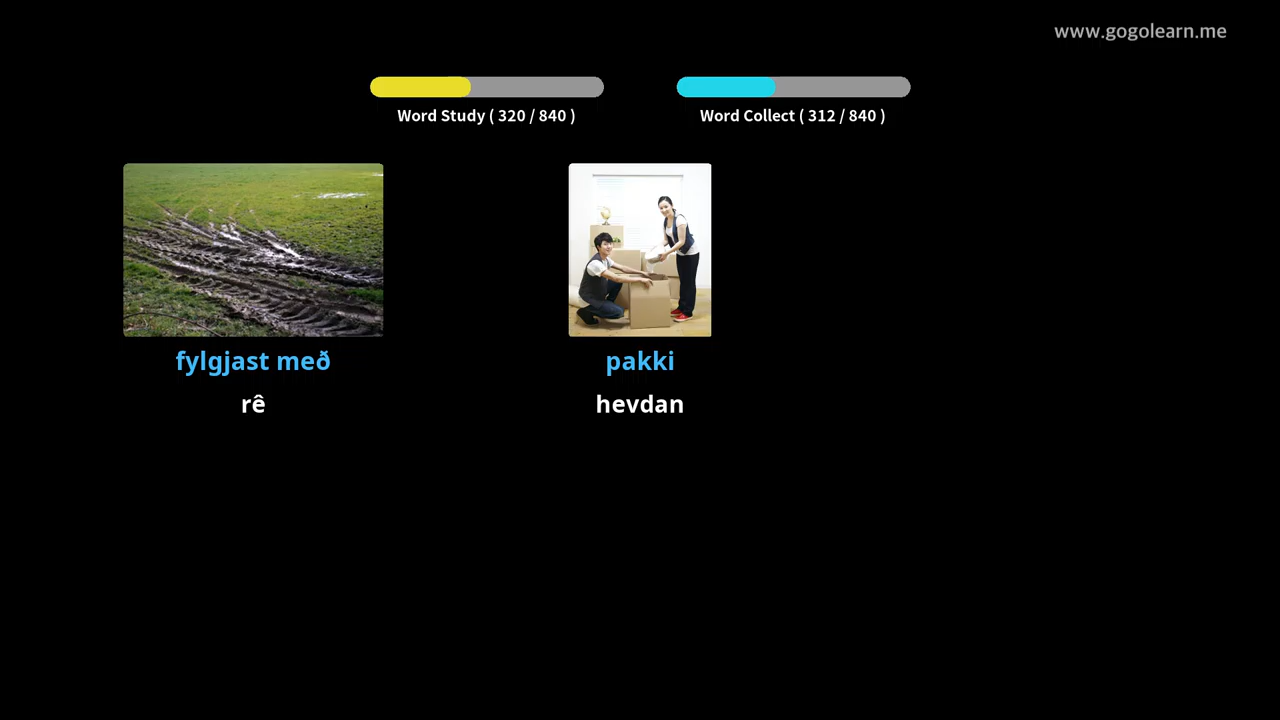 www.gogolearn.me
Word Study ( 320 / 840 )
Word Collect ( 312 / 840 )
fylgjast með
rê
pakki
hevdan